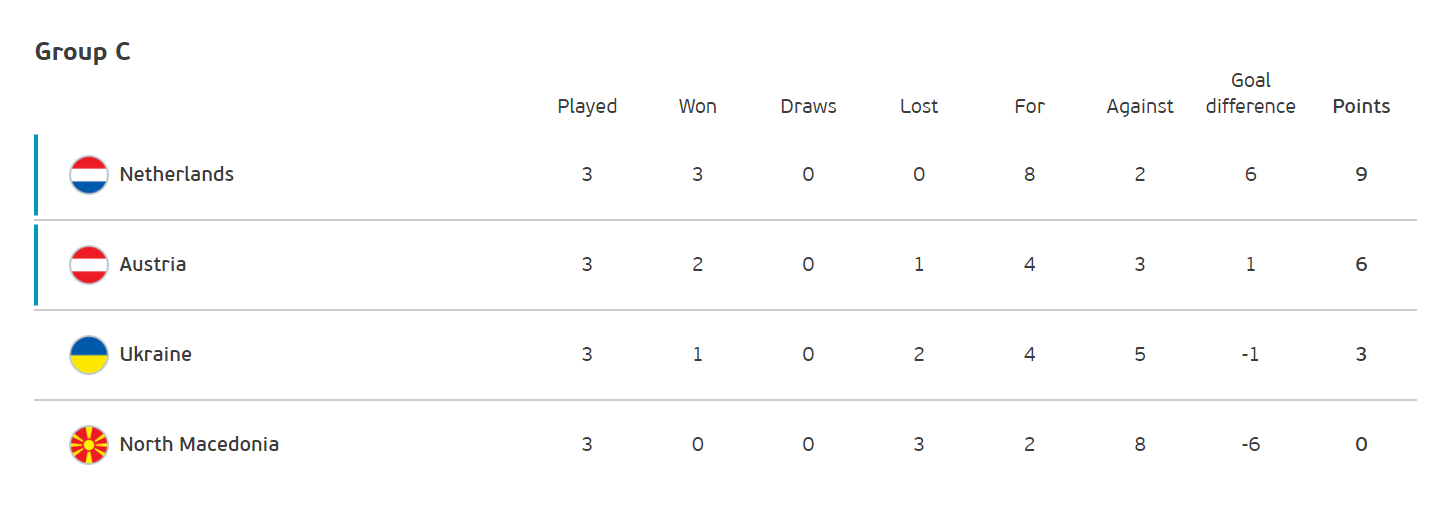 Group C
Played Won Draws Lost For Against Goal difference Points
Netherlands 3 3 0 0 8 2 6 9
Austria 3 2 0 1 4 3 1 6
Ukraine 3 1 0 2 4 5 -1 3
North Macedonia 3 0 0 3 2 8 -6 0